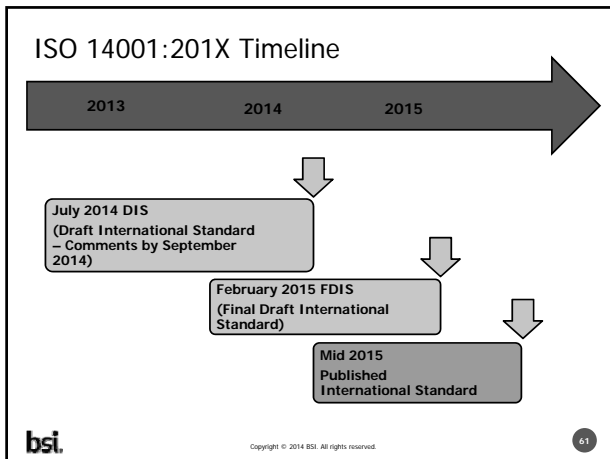 ISO 14001:201X Timeline
2013 2014 2015
July 2014 DIS
(Draft International Standard
– Comments by September
2014)
February 2015 FDIS
(Final Draft International
Standard)
Mid 2015
Published
International Standard
bsi.
Copyright © 2014 BSI. All rights reserved.
61